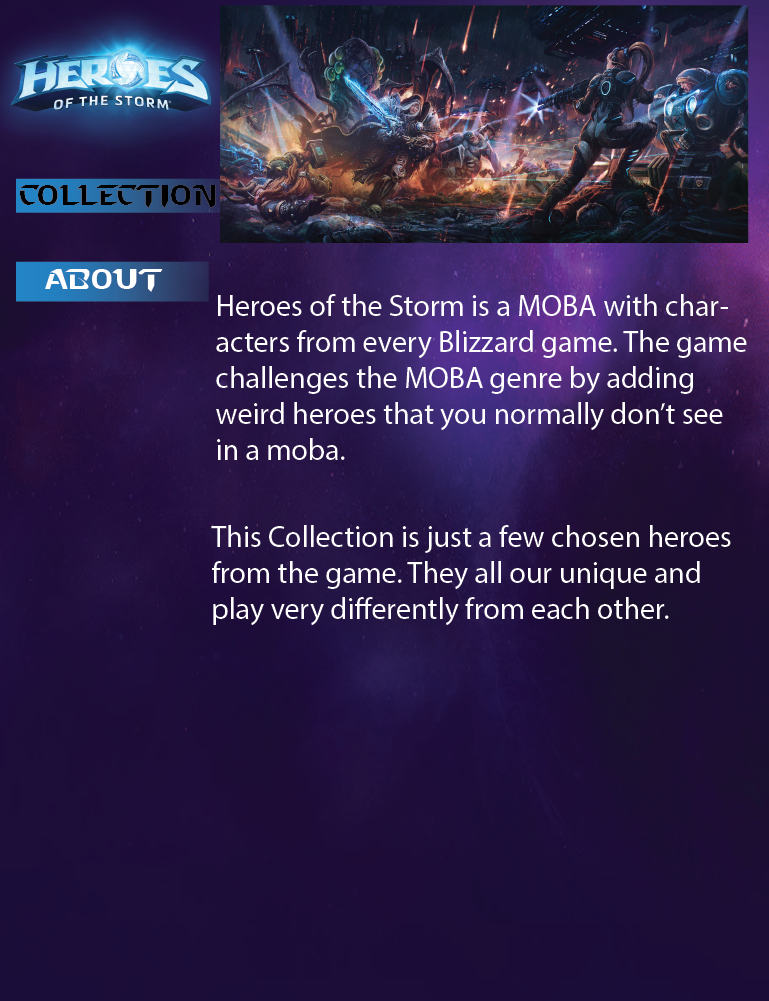 HEROES
OF THE STORM
COLLECTION
ABOUT
Heroes of the Storm is a MOBA with char-
acters from every Blizzard game. The game
challenges the MOBA genre by adding
weird heroes that you normally don't see
in a moba.
This Collection is just a few chosen heroes
from the game. They all our unique and
play very differently from each other.